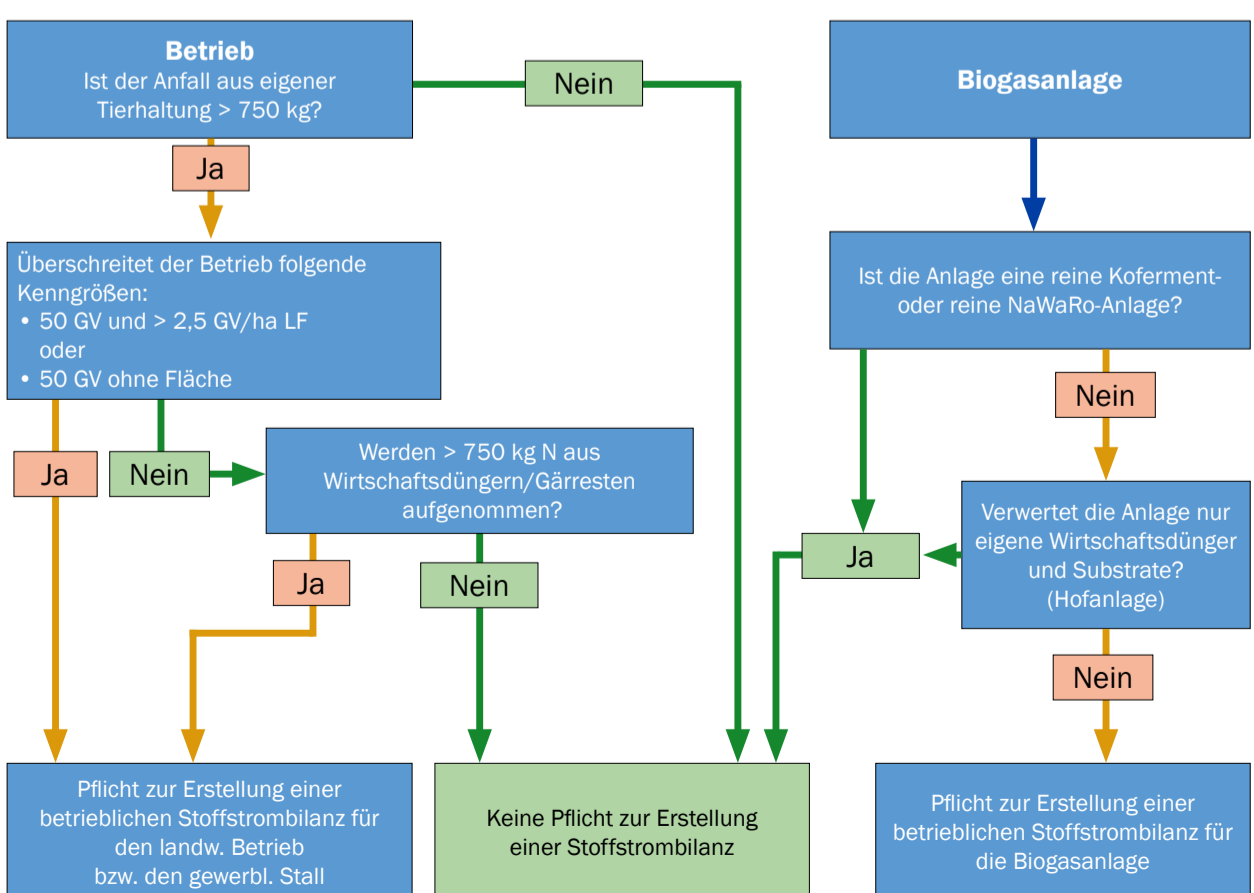 Betrieb
Ist der Anfall aus eigener
Tierhaltung > 750 kg?
Nein
Biogasanlage
Ja
Überschreitet der Betrieb folgende
Kenngrößen:
• 50 GV und > 2,5 GV/ha LF
oder
• 50 GV ohne Fläche
Ist die Anlage eine reine Koferment-
oder reine NaWaRo-Anlage?
Nein
Ja
Nein
Werden > 750 kg N aus
Wirtschaftsdüngern/Gärresten
aufgenommen?
Verwertet die Anlage nur
eigene Wirtschaftsdünger
und Substrate?
(Hofanlage)
Ja
Ja
Nein
Nein
Pflicht zur Erstellung einer
betrieblichen Stoffstrombilanz für
den landw. Betrieb
bzw. den gewerbl. Stall
Keine Pflicht zur Erstellung
einer Stoffstrombilanz
Pflicht zur Erstellung einer
betrieblichen Stoffstrombilanz für
die Biogasanlage